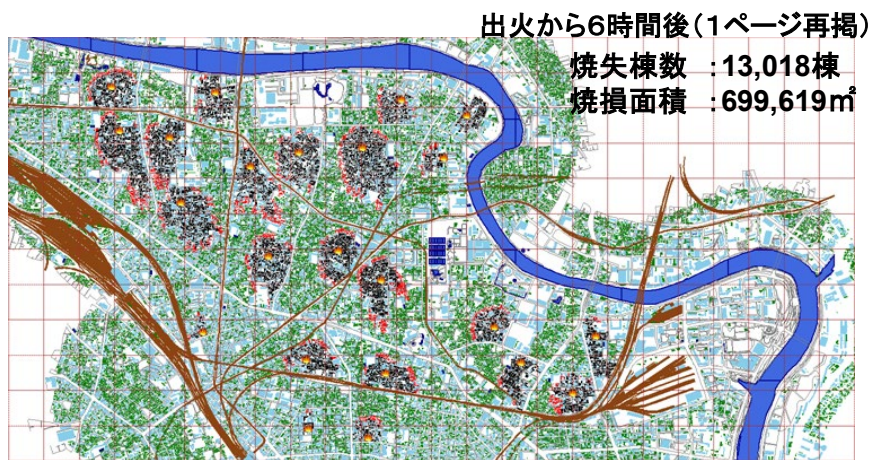 出火から６時間後（１ページ再掲）
焼失棟数　：13,018棟
焼損面積　：699,619㎡